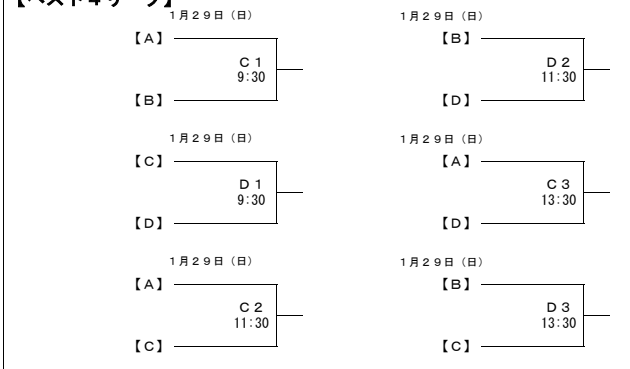 【ベスト４リーグ】
１月２９日（日）
【Ａ】
Ｃ１
9:30
【Ｂ】
１月２９日（日）
【Ｂ】
Ｄ２
11:30
【Ｄ】
１月２９日（日）
【Ｃ】
Ｄ１
9:30
【Ｄ】
１月２９日（日）
【Ａ】
Ｃ３
13:30
【Ｄ】
１月２９日（日）
【Ａ】
Ｃ２
11:30
【Ｃ】
１月２９日（日）
【Ｂ】
Ｄ３
13:30
【Ｃ】